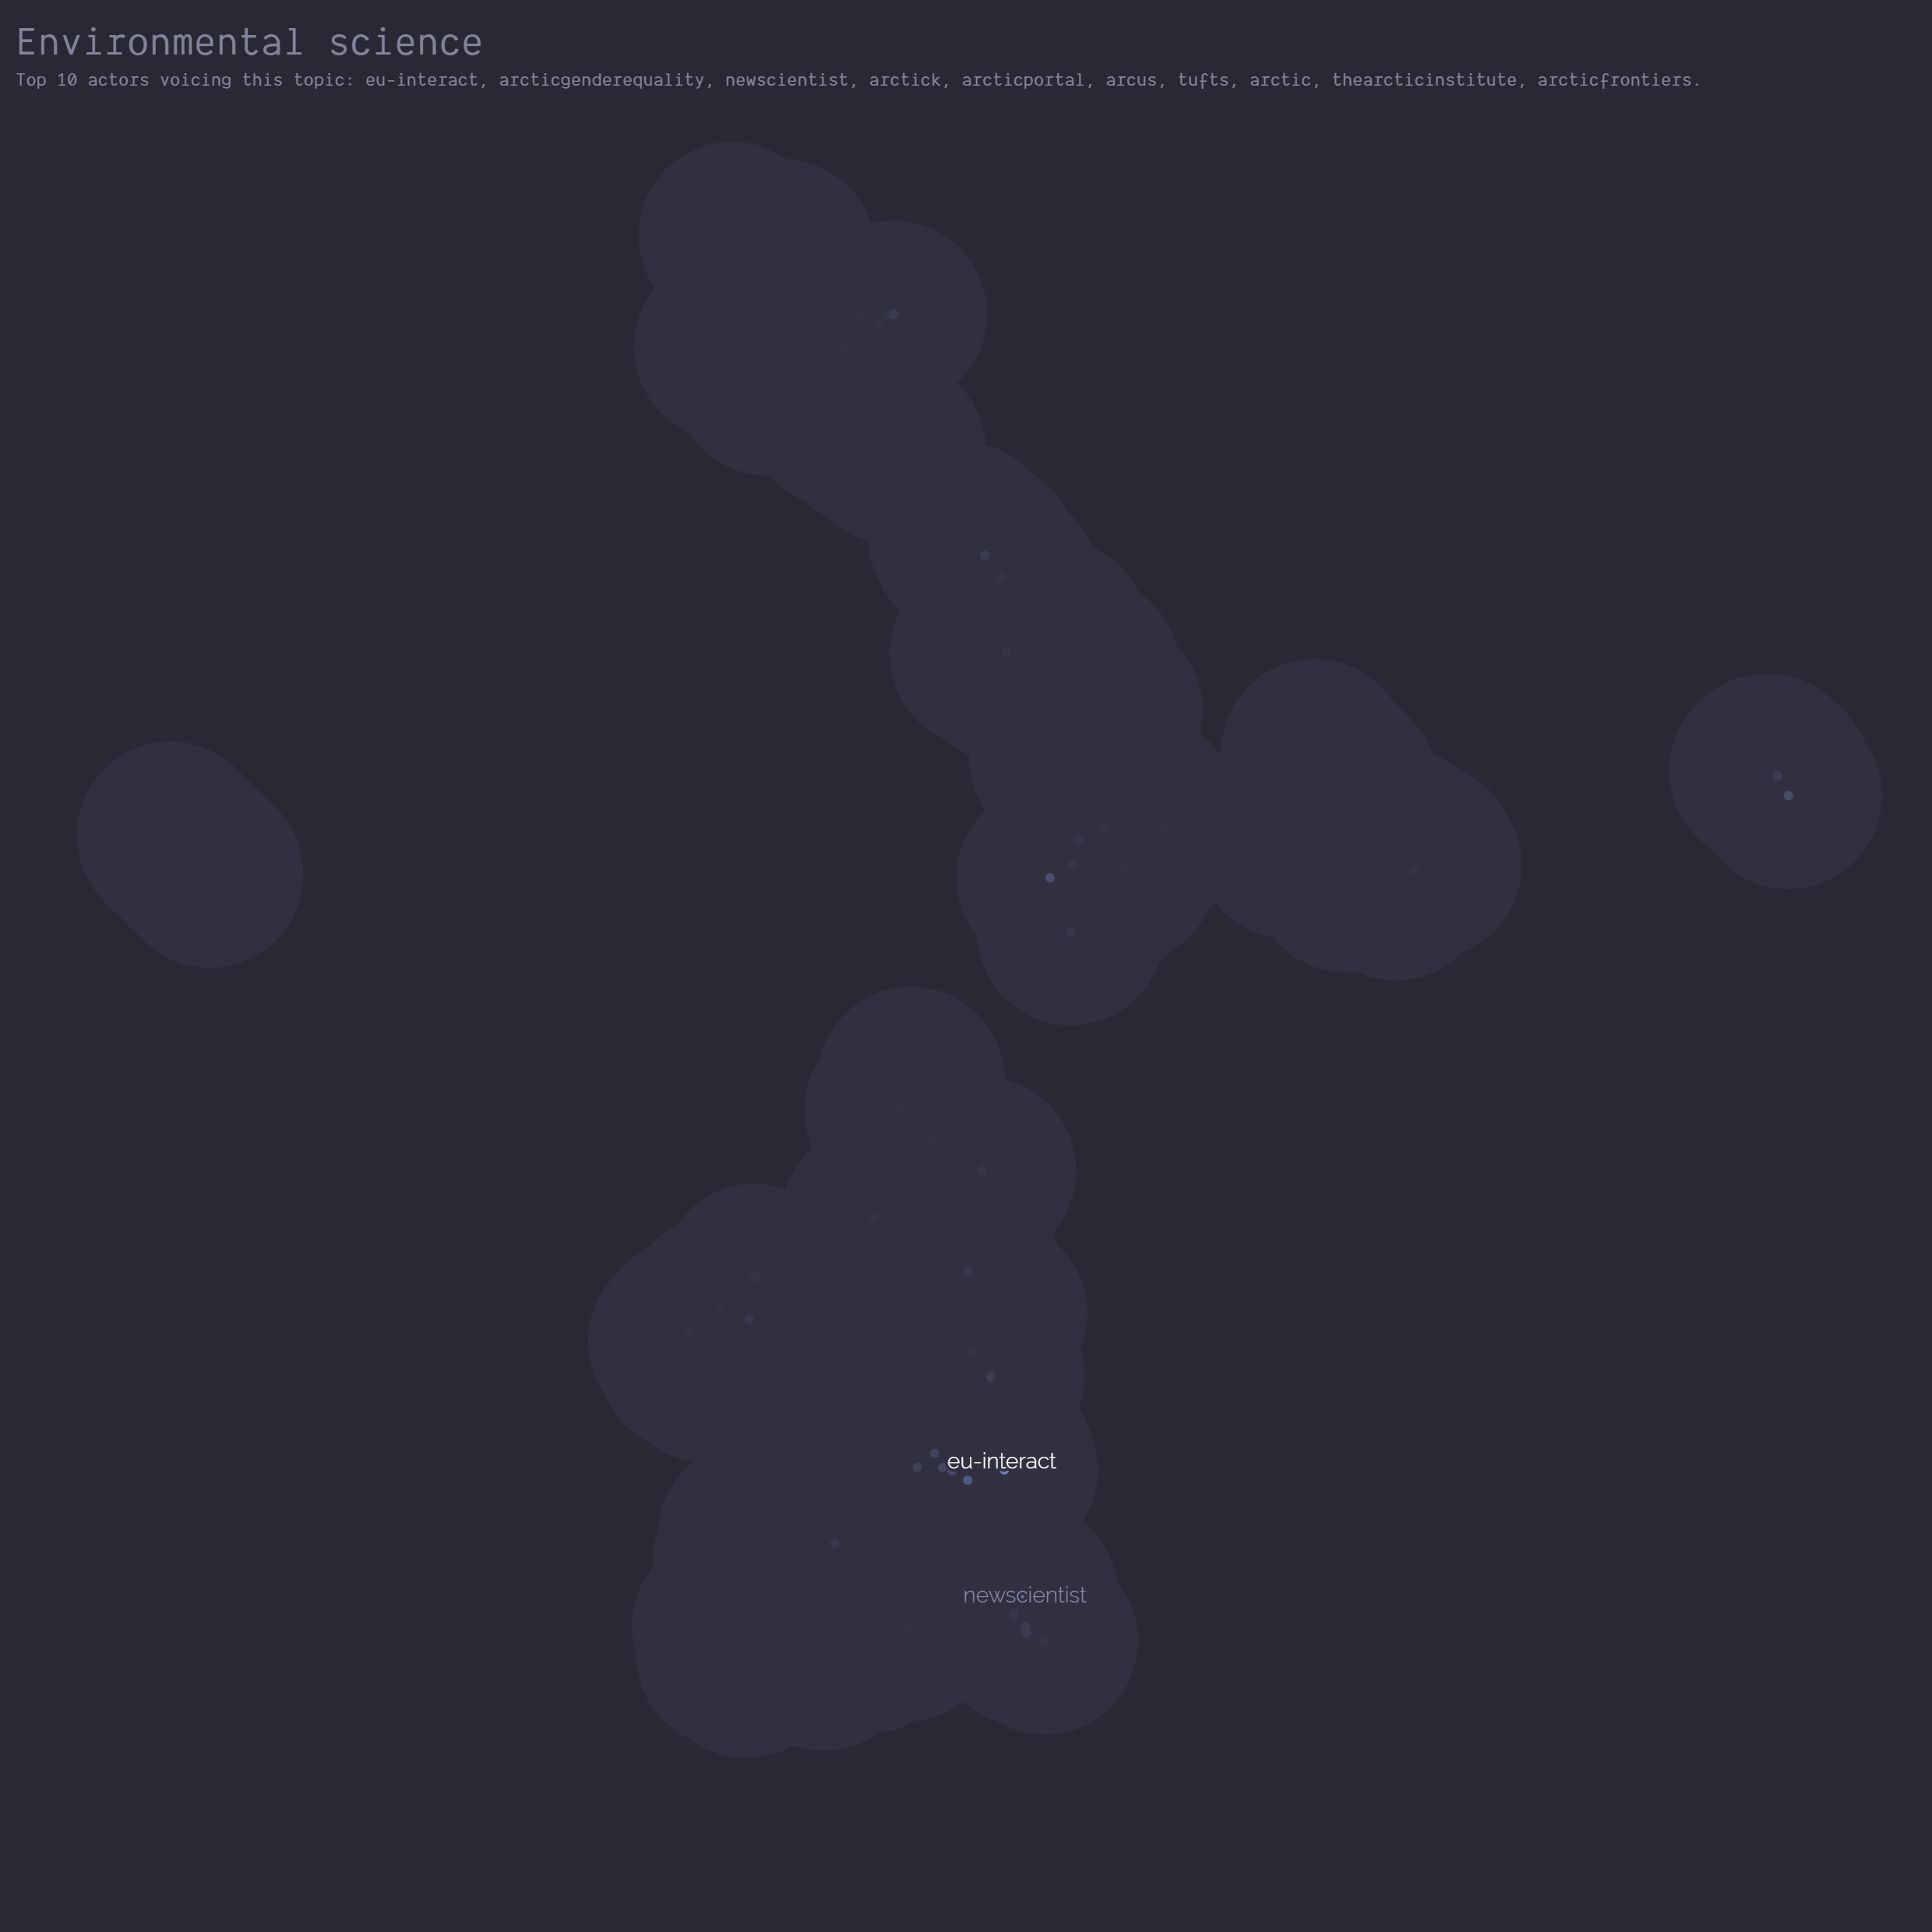 Environmental science
Top 10 actors voicing this topic: eu-interact, arcticgenderequality, newscientist, arctick, arcticportal, arcus, tufts, arctic, thearcticinstitute, arcticfrontiers.
eu-interact
newscientist